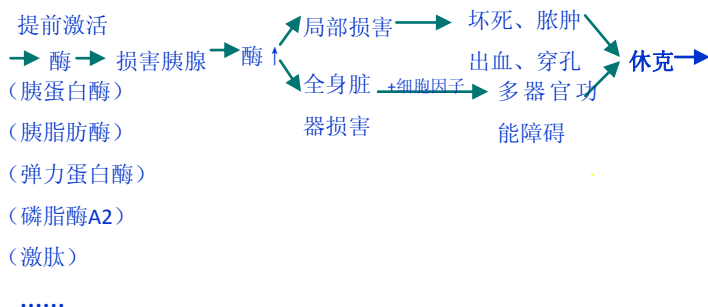 提前激活
酶
损害胰腺
酶↑
局部损害
坏死、脓肿
出血、穿孔
休克
全身脏
器损害
+细胞因子
多器官功
能障碍
（胰蛋白酶）
（胰脂肪酶）
（弹力蛋白酶）
（磷脂酶A2）
（激肽）
……